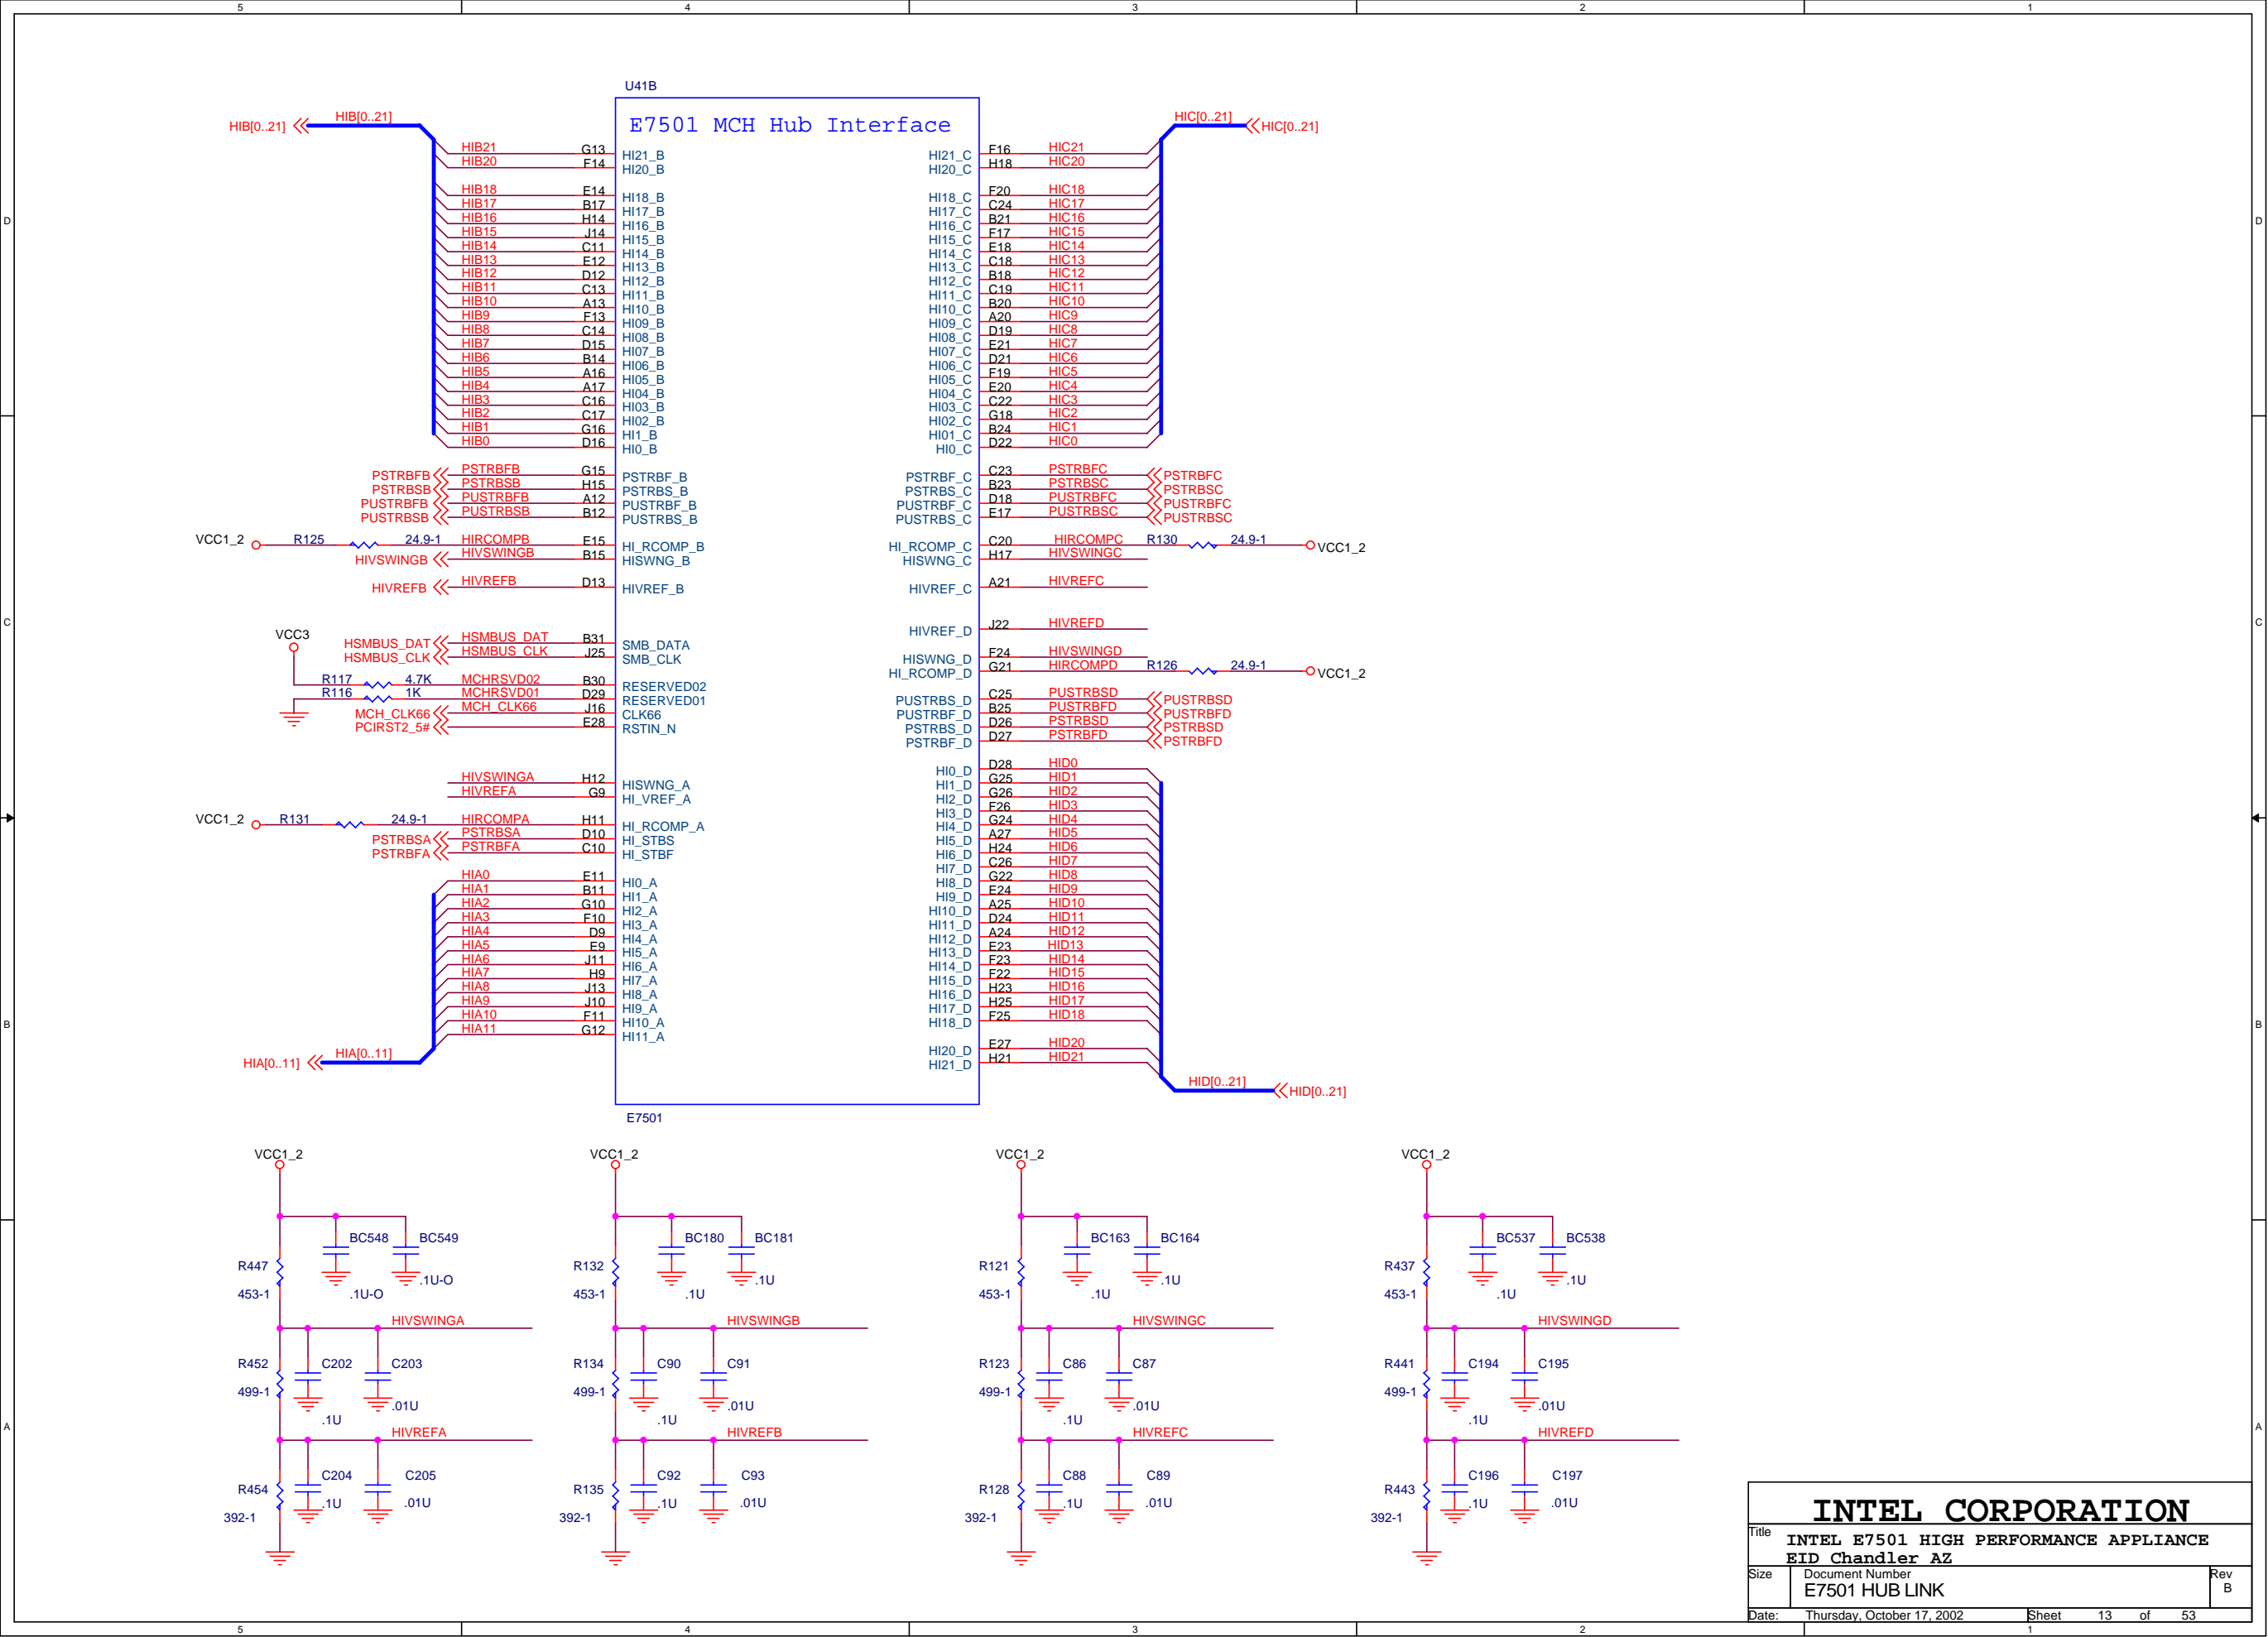 5 4 3 2 1
U41B
E7501 MCH Hub Interface
HIB[0..21] HIB[0..21] HIC[0..21] HIC[0..21]
HIB21 G13 HI21_B HI21_C F16 HIC21
HIB20 F14 HI20_B HI20_C H18 HIC20
HIB18 E14 HI18_B HI18_C F20 HIC18
HIB17 B17 HI17_B HI17_C C24 HIC17
D HIB16 H14 HI16_B HI16_C B21 HIC16 D
HIB15 J14 HI15_B HI15_C F17 HIC15
HIB14 C11 HI14_B HI14_C E18 HIC14
HIB13 E12 HI13_B HI13_C C18 HIC13
HIB12 D12 HI12_B HI12_C B18 HIC12
HIB11 C13 HI11_B HI11_C C19 HIC11
HIB10 A13 HI10_B HI10_C B20 HIC10
HIB9 F13 HI09_B HI09_C A20 HIC9
HIB8 C14 HI08_B HI08_C D19 HIC8
HIB7 D15 HI07_B HI07_C E21 HIC7
HIB6 B14 HI06_B HI06_C D21 HIC6
HIB5 A16 HI05_B HI05_C F19 HIC5
HIB4 A17 HI04_B HI04_C E20 HIC4
HIB3 C16 HI03_B HI03_C C22 HIC3
HIB2 C17 HI02_B HI02_C G18 HIC2
HIB1 G16 HI1_B HI01_C B24 HIC1
HIB0 D16 HI0_B HI0_C D22 HIC0
PSTRBFB PSTRBFB G15 PSTRBF_B PSTRBF_C C23 PSTRBFC PSTRBFC
PSTRBSB PSTRBSB H15 PSTRBS_B PSTRBS_C B23 PSTRBSC PSTRBSC
PUSTRBFB PUSTRBFB A12 PUSTRBF_B PUSTRBF_C D18 PUSTRBFC PUSTRBFC
PUSTRBSB PUSTRBSB B12 PUSTRBS_B PUSTRBS_C E17 PUSTRBSC PUSTRBSC
VCC1_2 R125 24.9-1 HIRCOMPB E15 HI_RCOMP_B HI_RCOMP_C C20 HIRCOMPC R130 24.9-1 VCC1_2
HIVSWINGB HIVSWINGB B15 HISWNG_B HISWNG_C H17 HIVSWINGC
HIVREFB HIVREFB D13 HIVREF_B HIVREF_C A21 HIVREFC
C HIVREF_D J22 HIVREFD C
VCC3
HSMBUS_DAT HSMBUS_DAT B31 SMB_DATA
HSMBUS_CLK HSMBUS_CLK J25 SMB_CLK HISWNG_D F24 HIVSWINGD
HI_RCOMP_D G21 HIRCOMPD R126 24.9-1 VCC1_2
R117 4.7K MCHRSVD02 B30 RESERVED02
R116 1K MCHRSVD01 D29 RESERVED01 PUSTRBS_D C25 PUSTRBSD PUSTRBSD
MCH_CLK66 MCH_CLK66 J16 CLK66 PUSTRBF_D B25 PUSTRBFD PUSTRBFD
PCIRST2_5# E28 RSTIN_N PSTRBS_D D26 PSTRBSD PSTRBSD
PSTRBF_D D27 PSTRBFD PSTRBFD
HI0_D D28 HID0
HIVSWINGA H12 HISWNG_A HI1_D G25 HID1
HIVREFA G9 HI_VREF_A HI2_D G26 HID2
HI3_D F26 HID3
VCC1_2 R131 24.9-1 HIRCOMPA H11 HI_RCOMP_A HI4_D G24 HID4
PSTRBSA PSTRBSA D10 HI_STBS HI5_D A27 HID5
PSTRBFA PSTRBFA C10 HI_STBF HI6_D H24 HID6
HI7_D C26 HID7
HIA0 E11 HI0_A HI8_D G22 HID8
HIA1 B11 HI1_A HI9_D E24 HID9
HIA2 G10 HI2_A HI10_D A25 HID10
HIA3 F10 HI3_A HI11_D D24 HID11
HIA4 D9 HI4_A HI12_D A24 HID12
HIA5 E9 HI5_A HI13_D E23 HID13
HIA6 J11 HI6_A HI14_D F23 HID14
HIA7 H9 HI7_A HI15_D F22 HID15
HIA8 J13 HI8_A HI16_D H23 HID16
HIA9 J10 HI9_A HI17_D H25 HID17
B HIA10 F11 HI10_A HI18_D F25 HID18 B
HIA11 G12 HI11_A
HI20_D E27 HID20
HIA[0..11] HIA[0..11] HI21_D H21 HID21
HID[0..21] HID[0..21]
E7501
VCC1_2 VCC1_2 VCC1_2 VCC1_2
BC548 BC549 BC180 BC181 BC163 BC164 BC537 BC538
R447 R132 R121 R437
.1U-O .1U .1U .1U
453-1 .1U-O 453-1 .1U 453-1 .1U 453-1 .1U
HIVSWINGA HIVSWINGB HIVSWINGC HIVSWINGD
R452 C202 C203 R134 C90 C91 R123 C86 C87 R441 C194 C195
499-1 499-1 499-1 499-1
.01U .01U .01U .01U
.1U .1U .1U .1U
A HIVREFA HIVREFB HIVREFC HIVREFD A
C204 C205 C92 C93 C88 C89 C196 C197
R454 R135 R128 R443
.1U .01U .1U .01U .1U .01U .1U .01U
392-1 392-1 392-1 392-1
INTEL CORPORATION
Title
INTEL E7501 HIGH PERFORMANCE APPLIANCE
EID Chandler AZ
Size Document Number Rev
E7501 HUB LINK B
Date: Thursday, October 17, 2002 Sheet 13 of 53
5 4 3 2 1